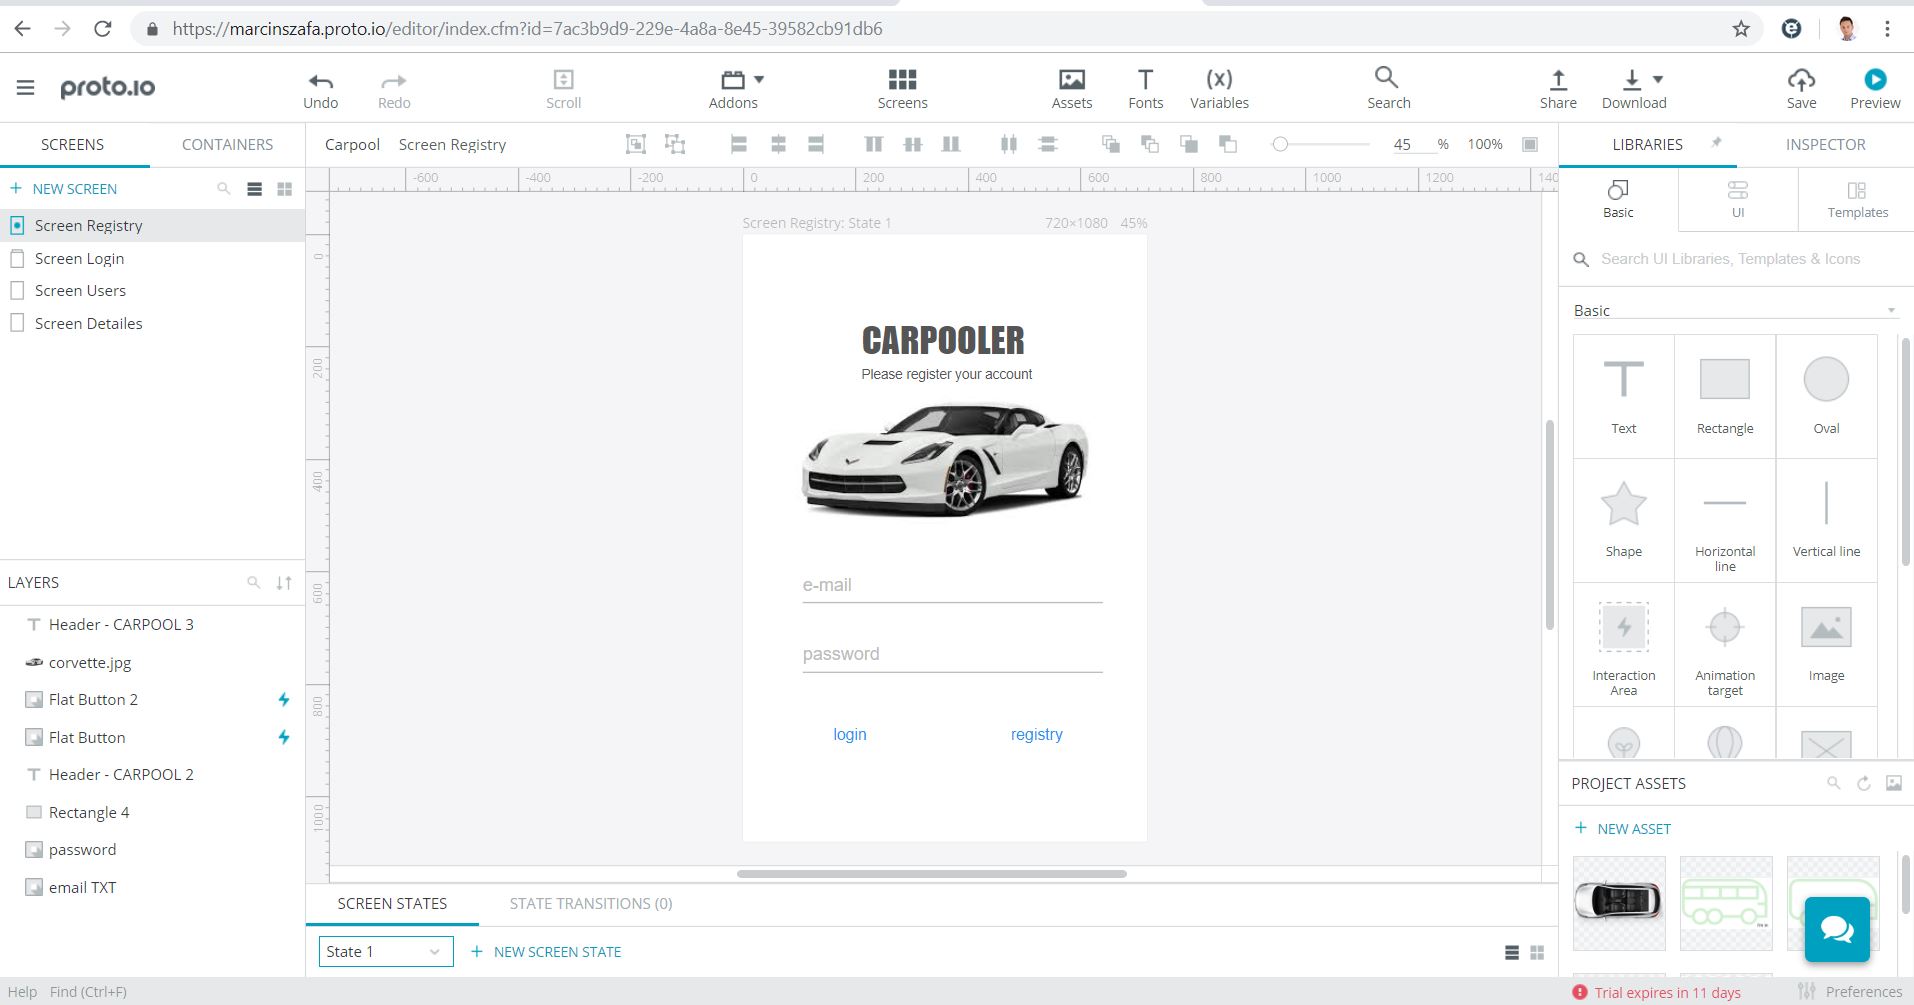 https://marcinszafa.proto.io/editor/index.cfm?id=7ac3b9d9-229e-4a8a-8e45-39582cb91db6
proto.io
Undo
Redo
Scroll
Addons
Screens
Assets
Fonts
(x)
Variables
Search
Share
Download
Save
Preview
SCREENS
CONTAINERS
Carpool
Screen Registry
45 %
100%
LIBRARIES
INSPECTOR
+ NEW SCREEN
-600 -400 -200 0 200 400 600 800 1000 1200 140
Screen Registry
Screen Login
Screen Users
Screen Detailes
Screen Registry: State 1
720×1080 45%
0
200
400
600
800
1000
CARPOOLER
Please register your account
e-mail
password
login
registry
Basic
UI
Templates
Search UI Libraries, Templates & Icons
Basic
Text
Rectangle
Oval
Shape
Horizontal
line
Vertical line
Interaction
Area
Animation
target
Image
LAYERS
Header - CARPOOL 3
corvette.jpg
Flat Button 2
Flat Button
Header - CARPOOL 2
Rectangle 4
password
email TXT
PROJECT ASSETS
+ NEW ASSET
SCREEN STATES
STATE TRANSITIONS (0)
State 1
+ NEW SCREEN STATE
Help
Find (Ctrl+F)
Trial expires in 11 days
Preferences